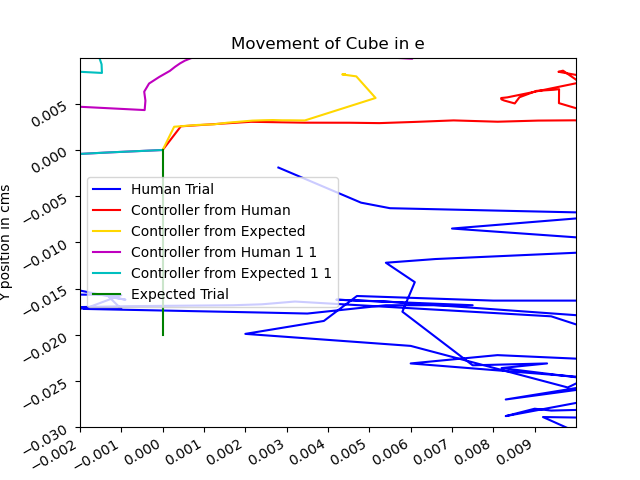 Movement of Cube in e
Y position in cms
0.005
0.000
−0.005
−0.010
−0.015
−0.020
−0.025
−0.030
Human Trial
Controller from Human
Controller from Expected
Controller from Human 1 1
Controller from Expected 1 1
Expected Trial
−0.002
−0.001
0.000
0.001
0.002
0.003
0.004
0.005
0.006
0.007
0.008
0.009